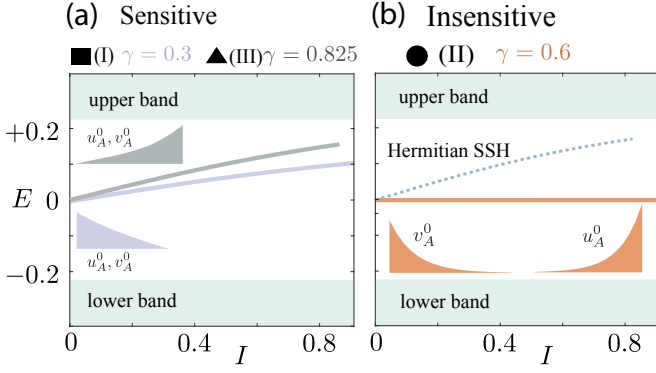 (a) Sensitive
(I) γ = 0.3 (III) γ = 0.825
upper band
+0.2
u_A^0, v_A^0
E 0
u_A^0, v_A^0
−0.2
lower band
0 0.4 0.8
I
(b) Insensitive
(II) γ = 0.6
upper band
Hermitian SSH
v_A^0 u_A^0
lower band
0 0.4 0.8
I